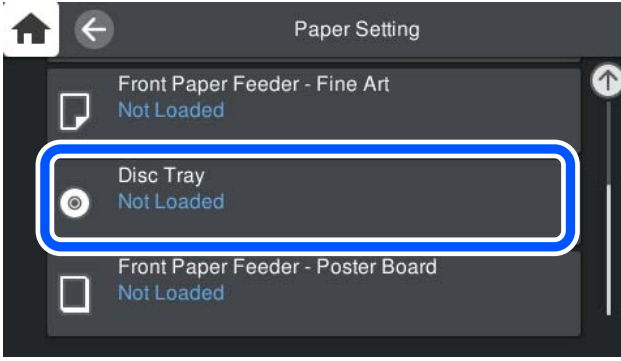 Paper Setting
Front Paper Feeder - Fine Art
Not Loaded
Disc Tray
Not Loaded
Front Paper Feeder - Poster Board
Not Loaded